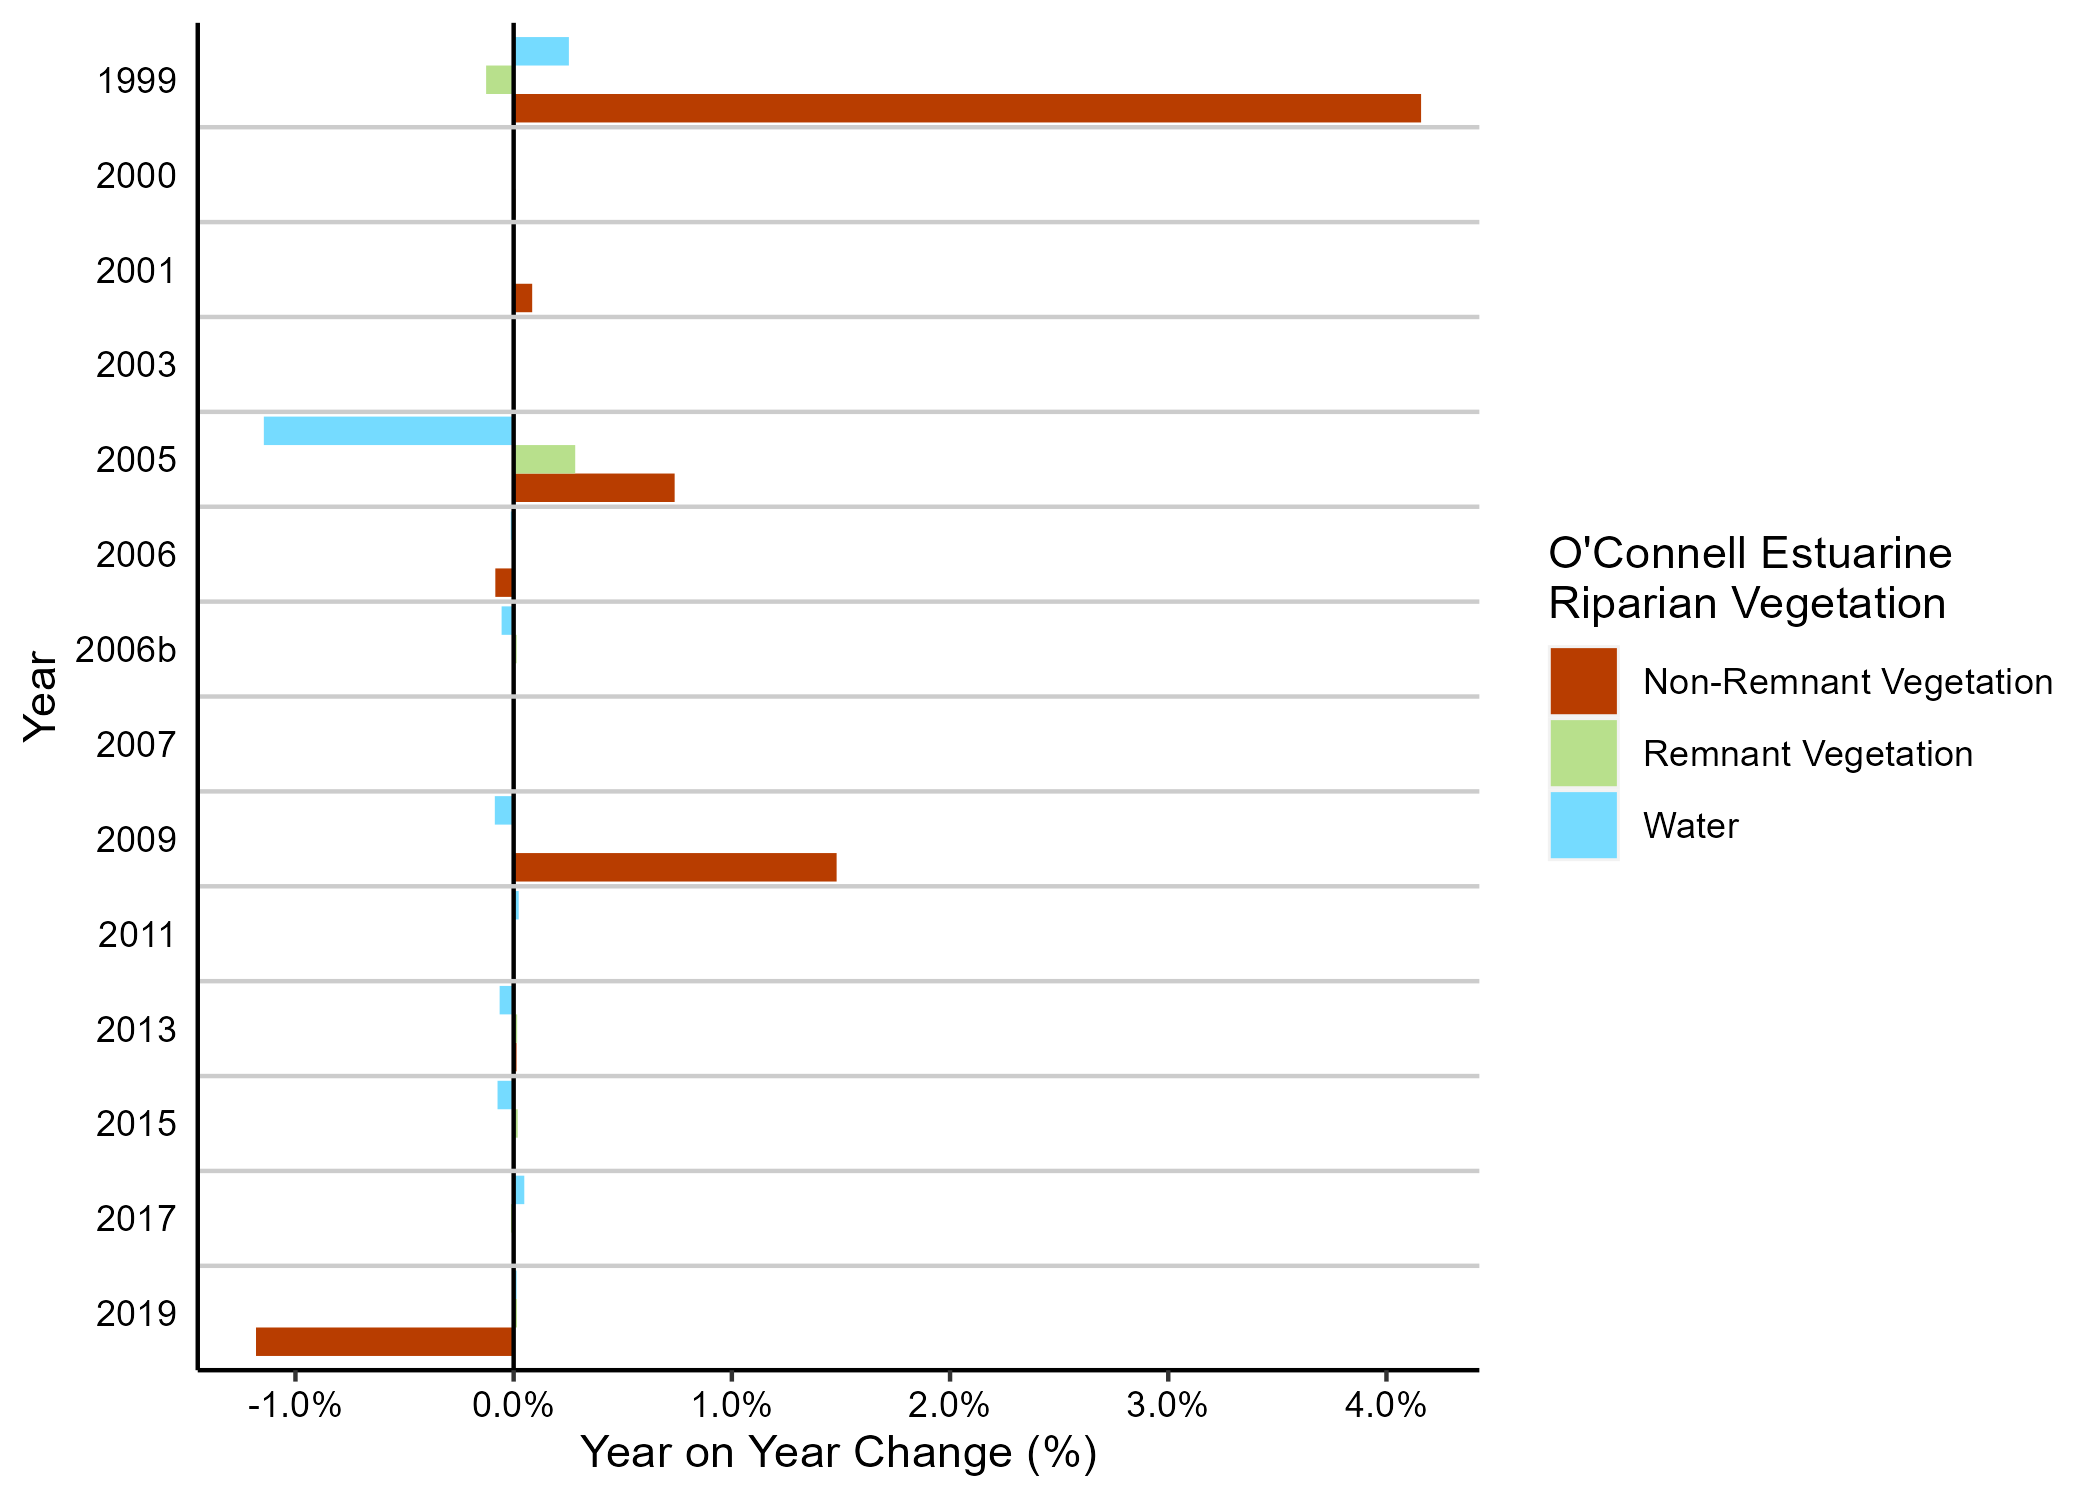 1999
2000
2001
2003
2005
2006
2006b
2007
2009
2011
2013
2015
2017
2019
Year
-1.0%
0.0%
1.0%
2.0%
3.0%
4.0%
Year on Year Change (%)
O'Connell Estuarine
Riparian Vegetation
Non-Remnant Vegetation
Remnant Vegetation
Water